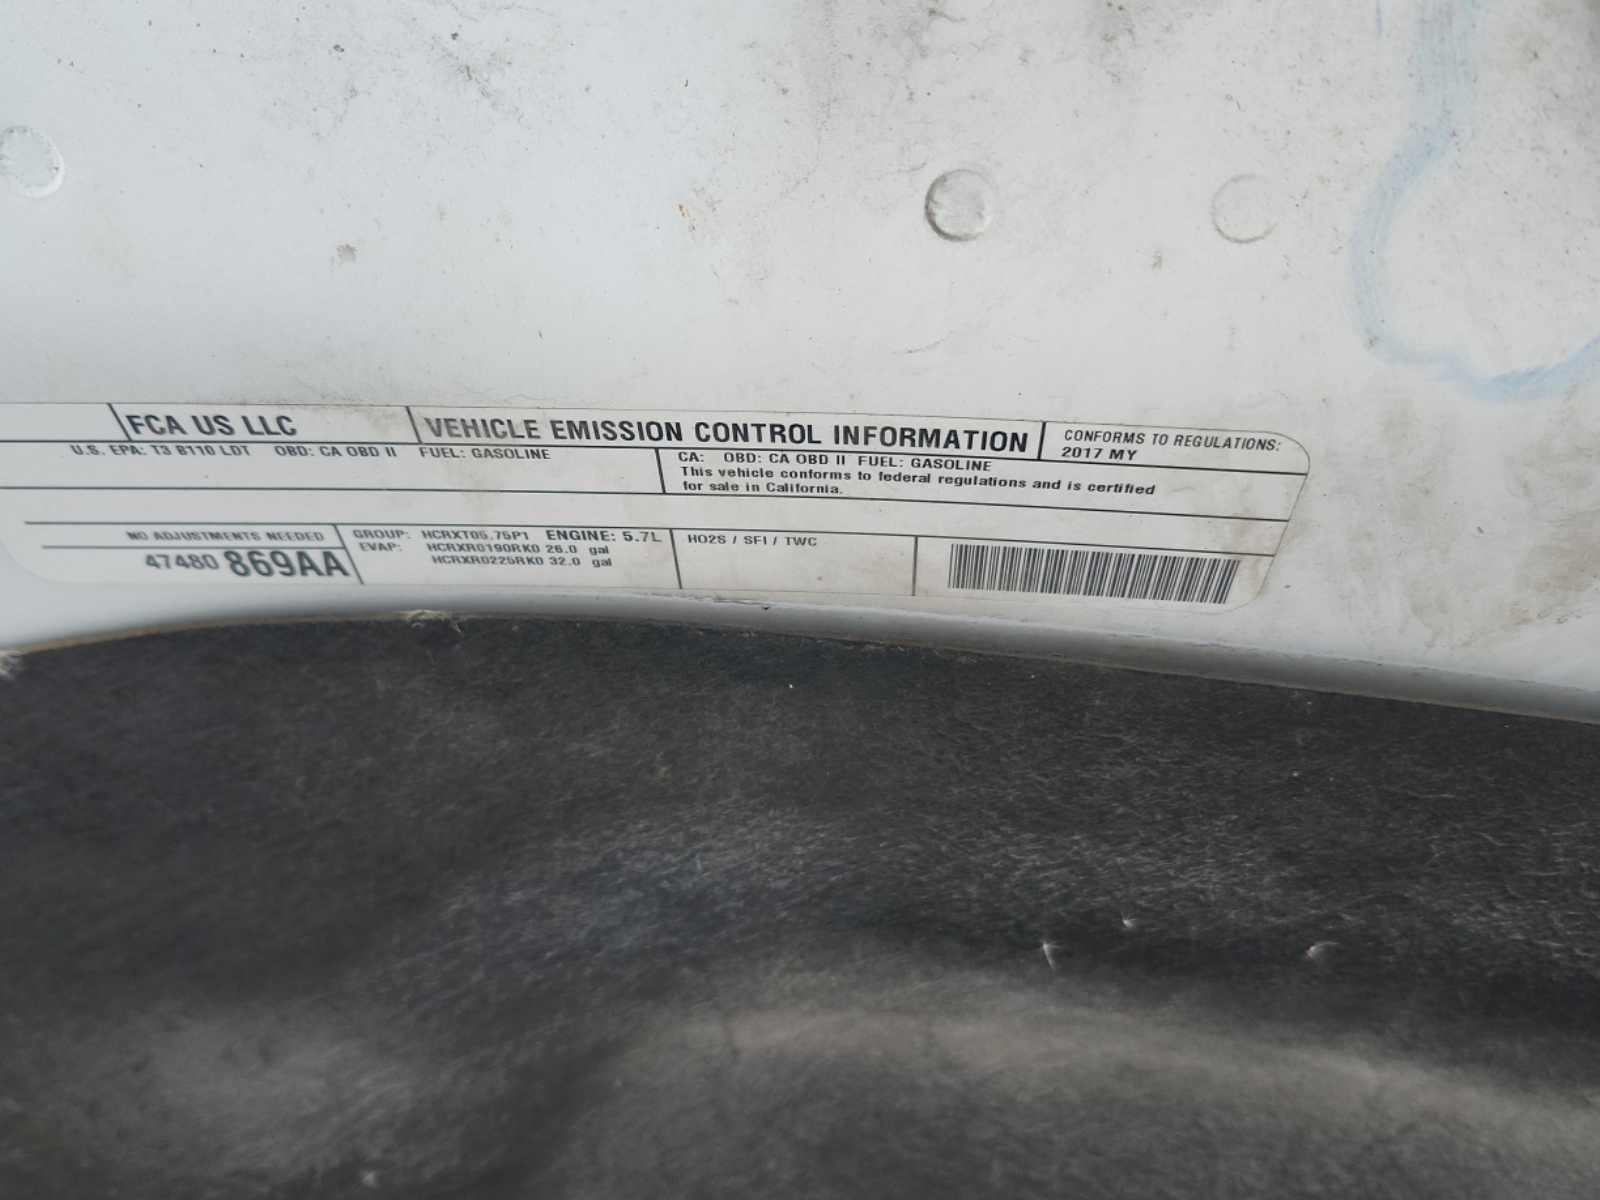 FCA US LLC
VEHICLE EMISSION CONTROL INFORMATION
CONFORMS TO REGULATIONS:
2017 MY
U.S. EPA: T3 B110 LDT OBD: CA OBD II FUEL: GASOLINE
CA: OBD: CA OBD II FUEL: GASOLINE
This vehicle conforms to federal regulations and is certified
for sale in California.
NO ADJUSTMENTS NEEDED
47480 869AA
GROUP: HCRXT05.75P1 ENGINE: 5.7L
EVAP: HCRXR0190RK0 26.0 gal
HCRXR0225RK0 32.0 gal
HO2S / SFI / TWC